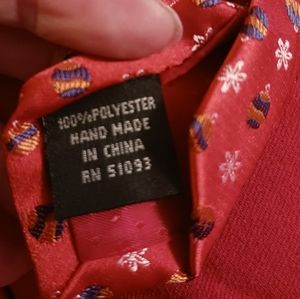 100% POLYESTER
HAND MADE
IN CHINA
RN 51093